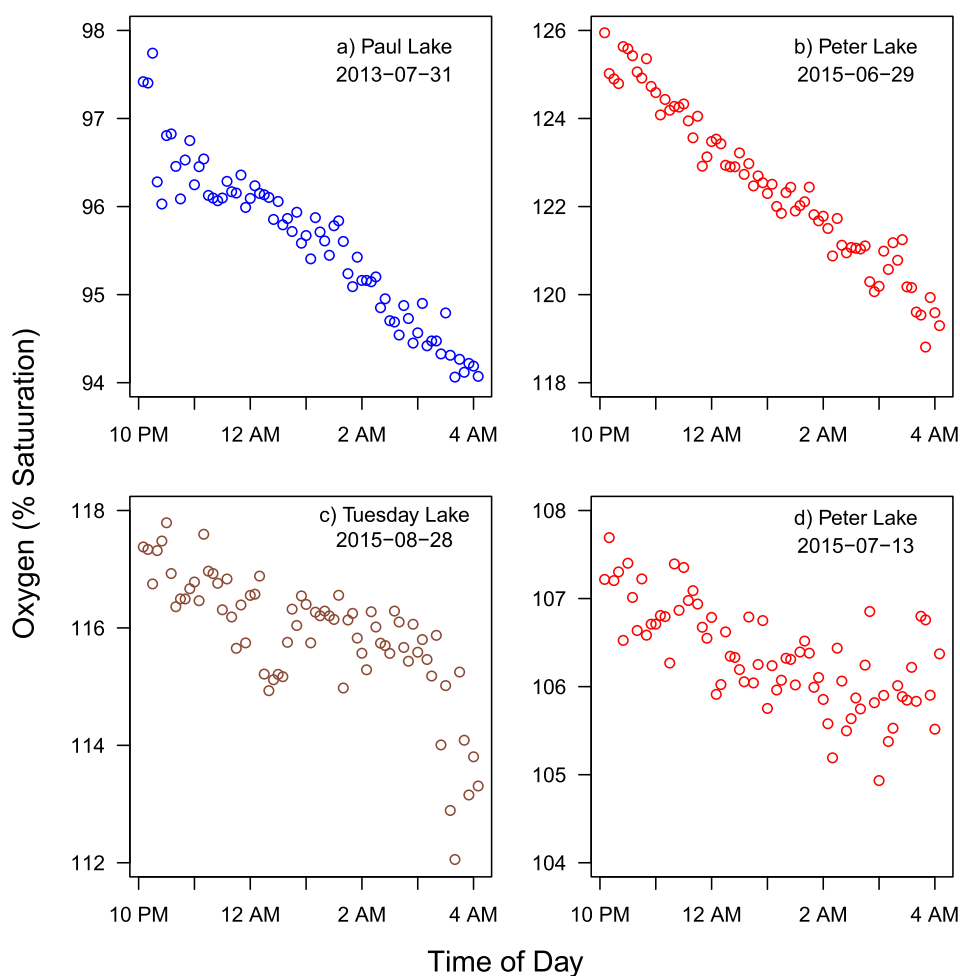 98
97
96
95
94
10 PM 12 AM 2 AM 4 AM
a) Paul Lake
2013−07−31
126
124
122
120
118
10 PM 12 AM 2 AM 4 AM
b) Peter Lake
2015−06−29
Oxygen (% Satuuration)
118
116
114
112
10 PM 12 AM 2 AM 4 AM
c) Tuesday Lake
2015−08−28
108
107
106
105
104
10 PM 12 AM 2 AM 4 AM
d) Peter Lake
2015−07−13
Time of Day